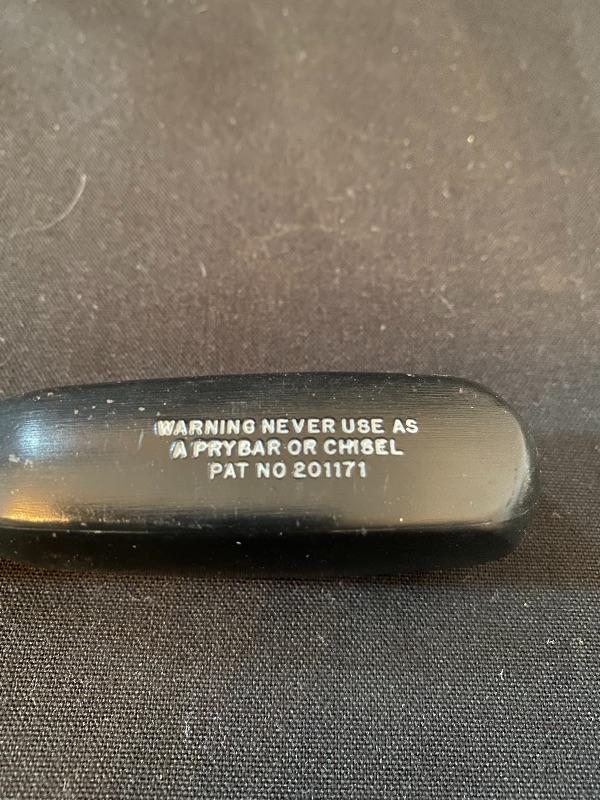 WARNING NEVER USE AS
A PRYBAR OR CHISEL
PAT NO 201171